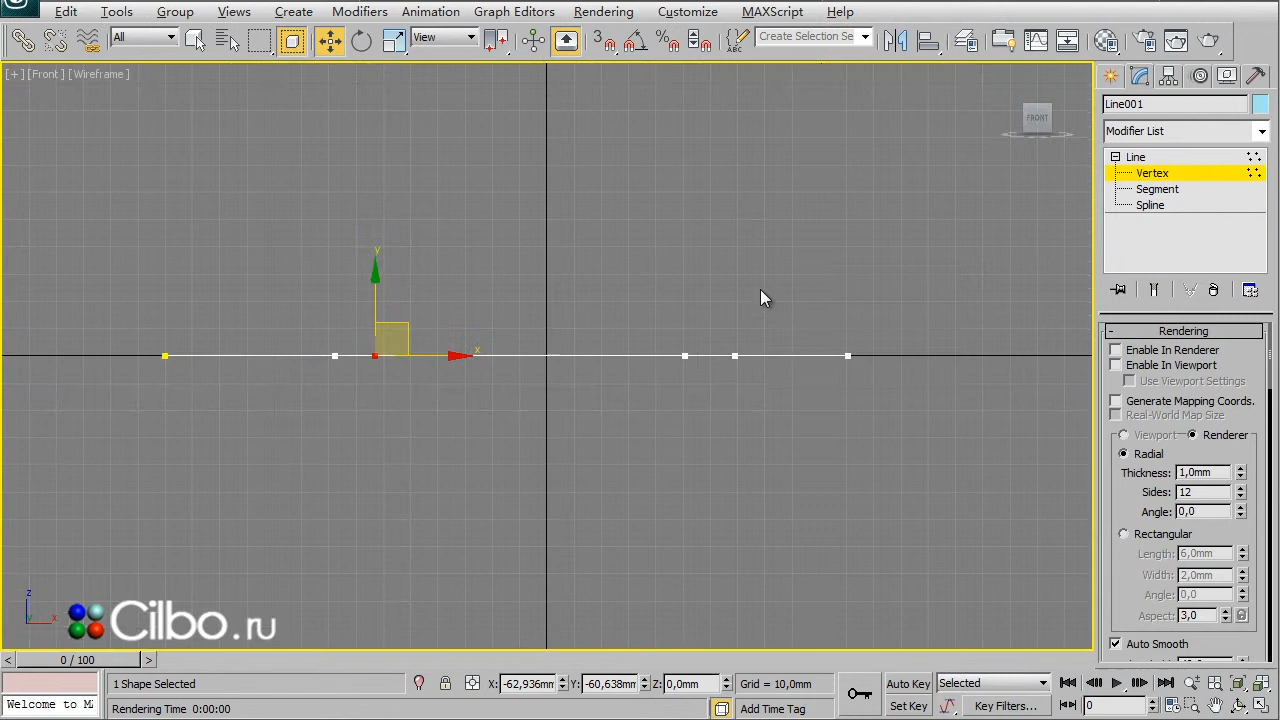 Edit Tools Group Views Create Modifiers Animation Graph Editors Rendering Customize MAXScript Help
All View 3 Create Selection Se
[+] [Front] [Wireframe]
FRONT
Line001
Modifier List
Line
Vertex
Segment
Spline
y
x
Rendering
Enable In Renderer
Enable In Viewport
Use Viewport Settings
Generate Mapping Coords.
Real-World Map Size
Viewport Renderer
Radial
Thickness: 1,0mm
Sides: 12
Angle: 0,0
Rectangular
Length: 6,0mm
Width: 2,0mm
Angle: 0,0
Aspect: 3,0
Auto Smooth
z
y x
Cilbo.ru
< 0 / 100 >
1 Shape Selected X: -62,936mm Y: -60,638mm Z: 0,0mm Grid = 10,0mm Auto Key Selected
Welcome to M Rendering Time 0:00:00 Add Time Tag Set Key Key Filters... 0